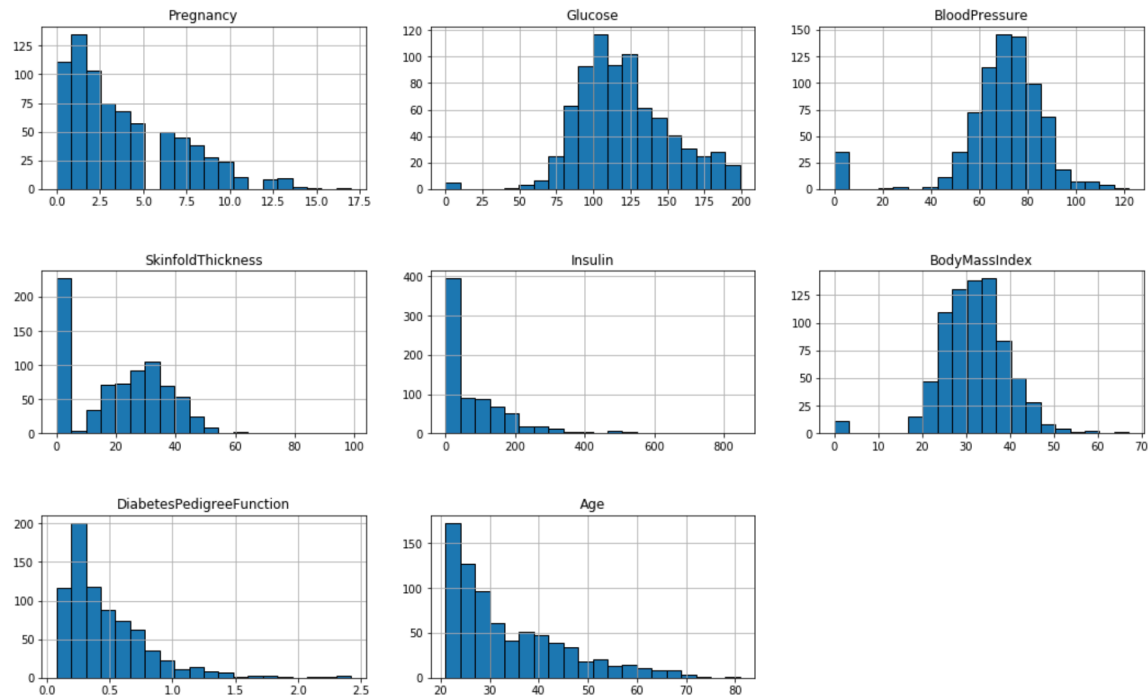 Pregnancy
125
100
75
50
25
0
0.0 2.5 5.0 7.5 10.0 12.5 15.0 17.5
Glucose
120
100
80
60
40
20
0
0 25 50 75 100 125 150 175 200
BloodPressure
150
125
100
75
50
25
0
0 20 40 60 80 100 120
SkinfoldThickness
200
150
100
50
0
0 20 40 60 80 100
Insulin
400
300
200
100
0
0 200 400 600 800
BodyMassIndex
125
100
75
50
25
0
0 10 20 30 40 50 60 70
DiabetesPedigreeFunction
200
150
100
50
0
0.0 0.5 1.0 1.5 2.0 2.5
Age
150
100
50
0
20 30 40 50 60 70 80